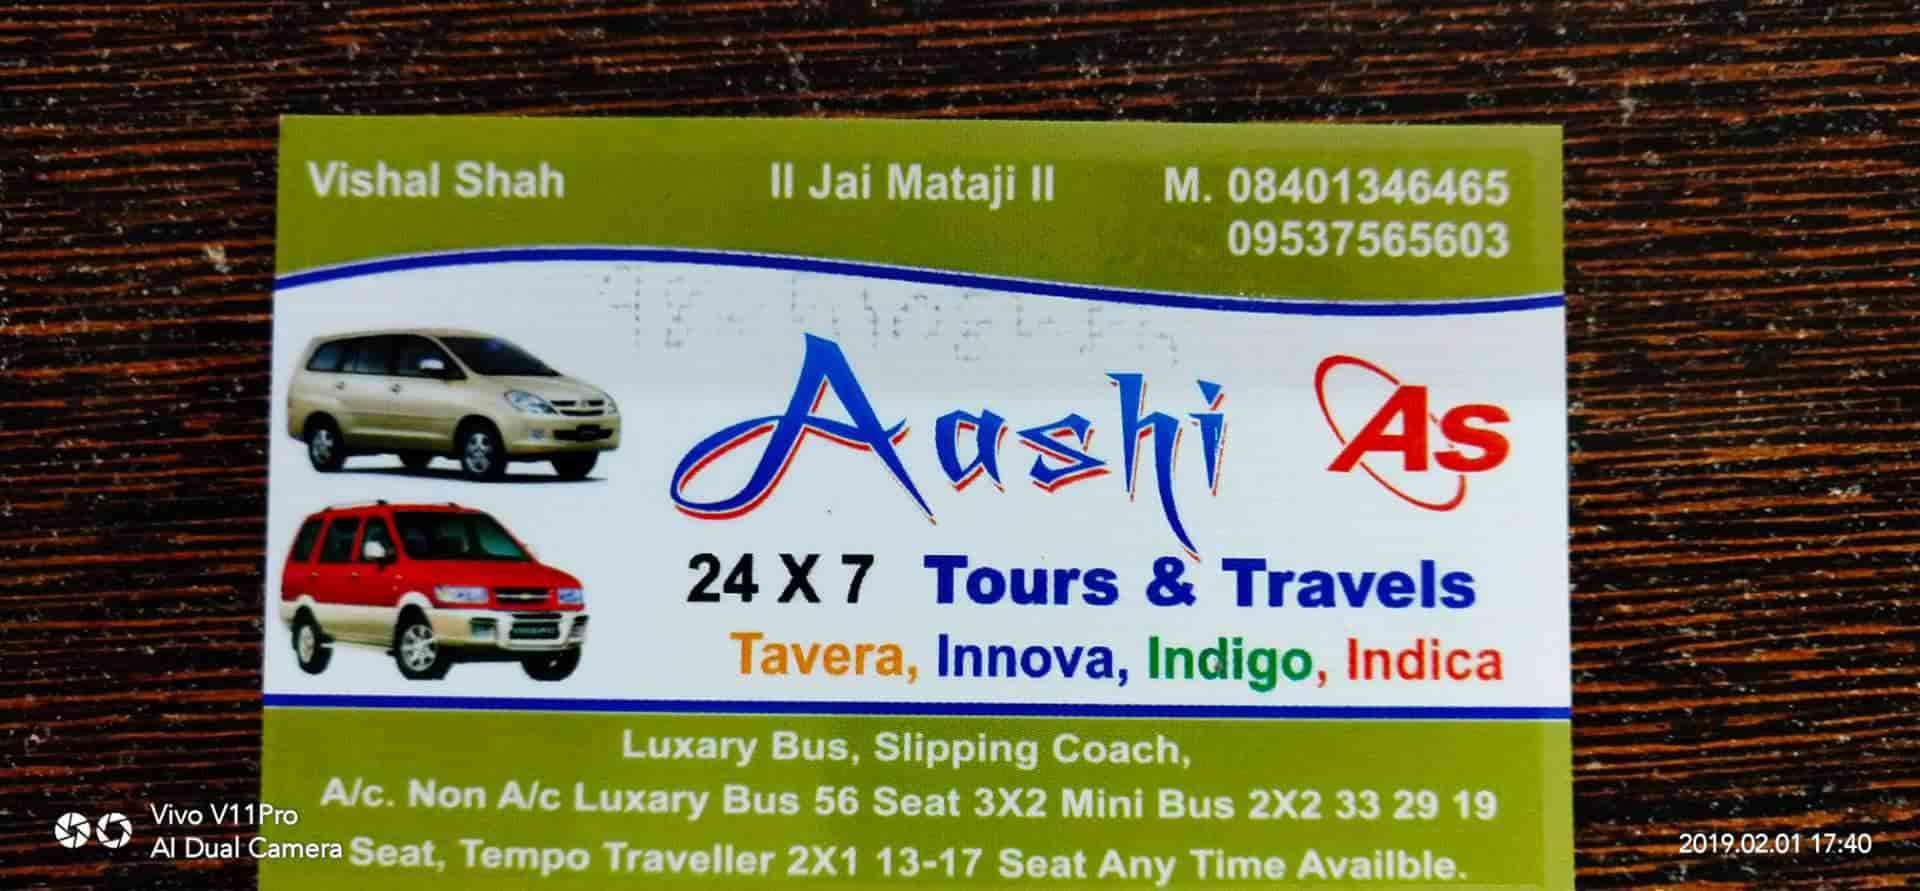 Vishal Shah
II Jai Mataji II
M. 08401346465
09537565603
Aashi
As
24 X 7 Tours & Travels
Tavera, Innova, Indigo, Indica
Luxary Bus, Slipping Coach,
A/c. Non A/c Luxary Bus 56 Seat 3X2 Mini Bus 2X2 33 29 19
Seat, Tempo Traveller 2X1 13-17 Seat Any Time Availble.
Vivo V11Pro
AI Dual Camera
2019.02.01 17:40